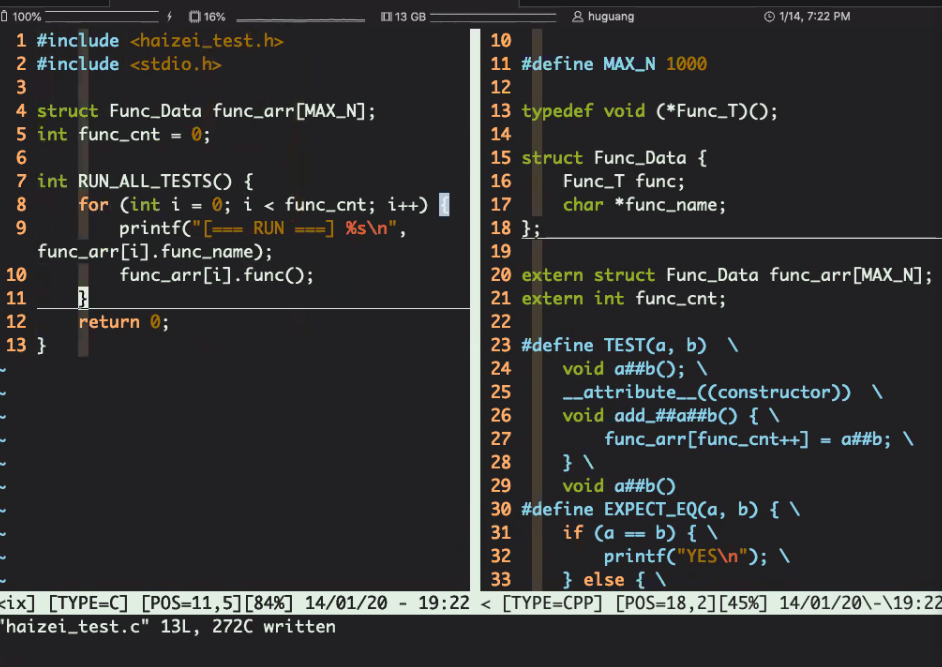 100% 16% 13 GB huguang 1/14, 7:22 PM
1 #include <haizei_test.h>
2 #include <stdio.h>
3
4 struct Func_Data func_arr[MAX_N];
5 int func_cnt = 0;
6
7 int RUN_ALL_TESTS() {
8     for (int i = 0; i < func_cnt; i++) {
9         printf("[=== RUN ===] %s\n",
func_arr[i].func_name);
10         func_arr[i].func();
11     }
12     return 0;
13 }
~
~
~
~
~
~
~
~
~
~
<ix] [TYPE=C] [POS=11,5][84%] 14/01/20 - 19:22
10
11 #define MAX_N 1000
12
13 typedef void (*Func_T)();
14
15 struct Func_Data {
16     Func_T func;
17     char *func_name;
18 };
19
20 extern struct Func_Data func_arr[MAX_N];
21 extern int func_cnt;
22
23 #define TEST(a, b)  \
24     void a##b(); \
25     __attribute__((constructor))  \
26     void add_##a##b() { \
27         func_arr[func_cnt++] = a##b; \
28     } \
29     void a##b()
30 #define EXPECT_EQ(a, b) { \
31     if (a == b) { \
32         printf("YES\n"); \
33     } else { \
< [TYPE=CPP] [POS=18,2][45%] 14/01/20\-\19:22
"haizei_test.c" 13L, 272C written